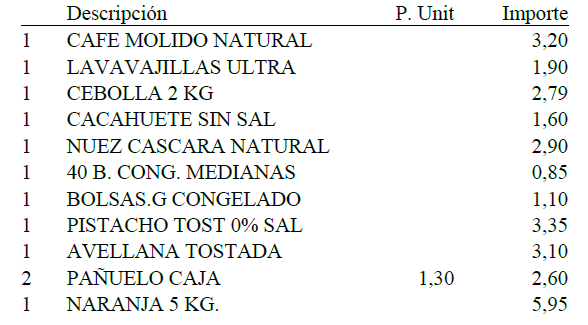 Descripción P. Unit Importe
1 CAFE MOLIDO NATURAL 3,20
1 LAVAVAJILLAS ULTRA 1,90
1 CEBOLLA 2 KG 2,79
1 CACAHUETE SIN SAL 1,60
1 NUEZ CASCARA NATURAL 2,90
1 40 B. CONG. MEDIANAS 0,85
1 BOLSAS.G CONGELADO 1,10
1 PISTACHO TOST 0% SAL 3,35
1 AVELLANA TOSTADA 3,10
2 PAÑUELO CAJA 1,30 2,60
1 NARANJA 5 KG. 5,95